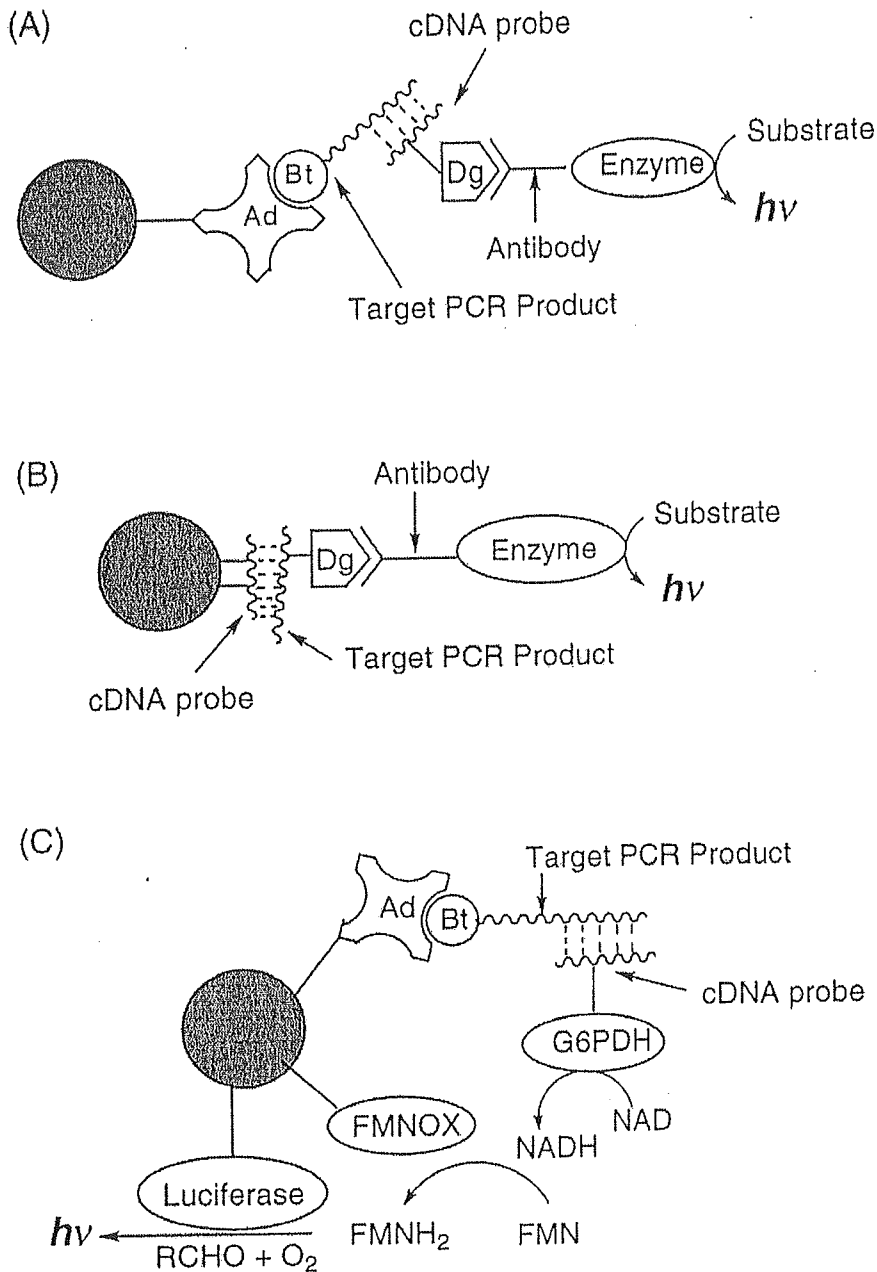 (A)
cDNA probe
Bt
Ad
Dg
Enzyme
Substrate
hν
Antibody
Target PCR Product
(B)
Antibody
Dg
Enzyme
Substrate
hν
Target PCR Product
cDNA probe
(C)
Target PCR Product
Ad
Bt
cDNA probe
G6PDH
NAD
NADH
FMNOX
Luciferase
hν
RCHO + O₂
FMNH₂
FMN